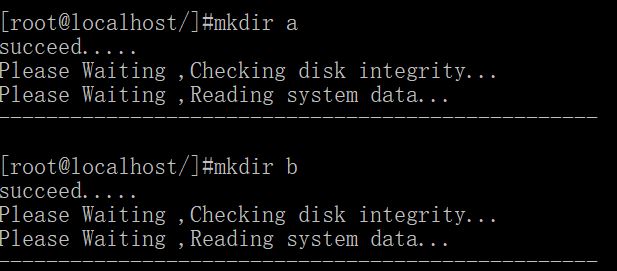 [root@localhost/]#mkdir a
succeed.....
Please Waiting ,Checking disk integrity...
Please Waiting ,Reading system data...
------------------------------------------------------------
[root@localhost/]#mkdir b
succeed.....
Please Waiting ,Checking disk integrity...
Please Waiting ,Reading system data...
------------------------------------------------------------